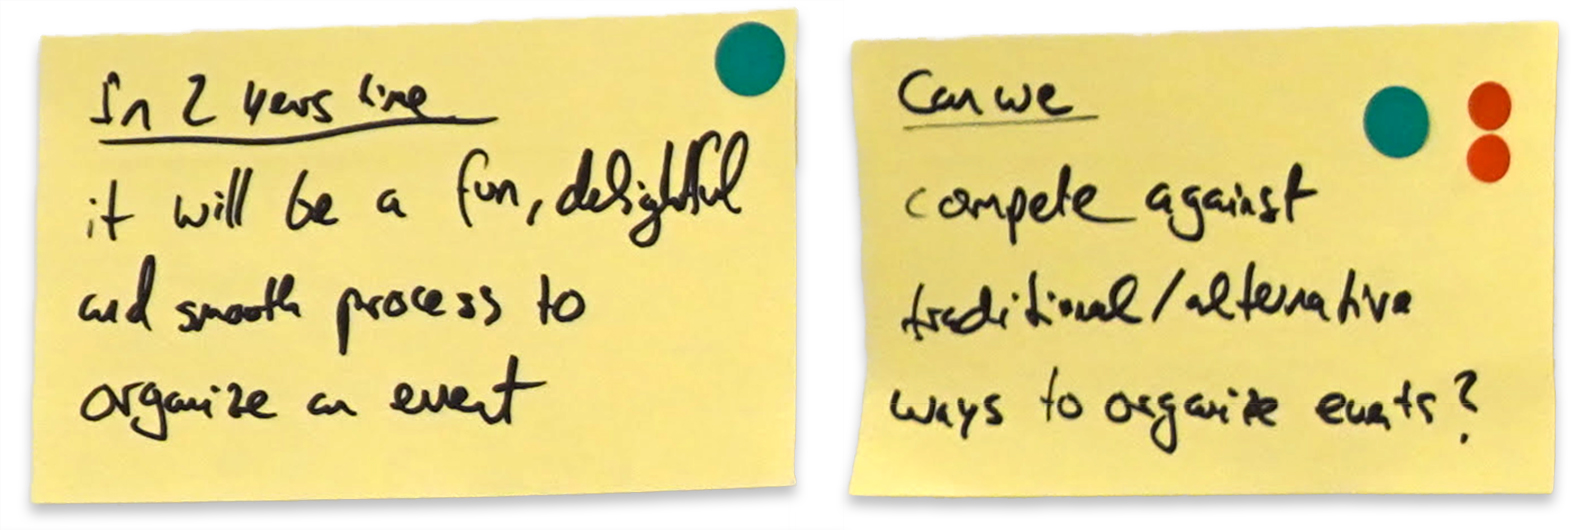 In 2 years time
it will be a fun, delightful
and smooth process to
organize an event
Can we
compete against
traditional/alternative
ways to organize events?